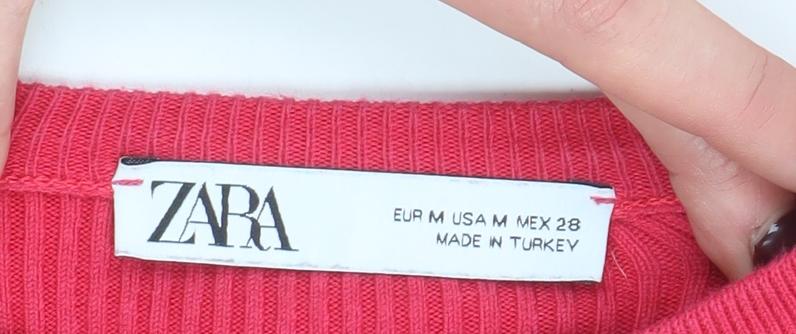 ZARA
EUR M USA M MEX 28
MADE IN TURKEY